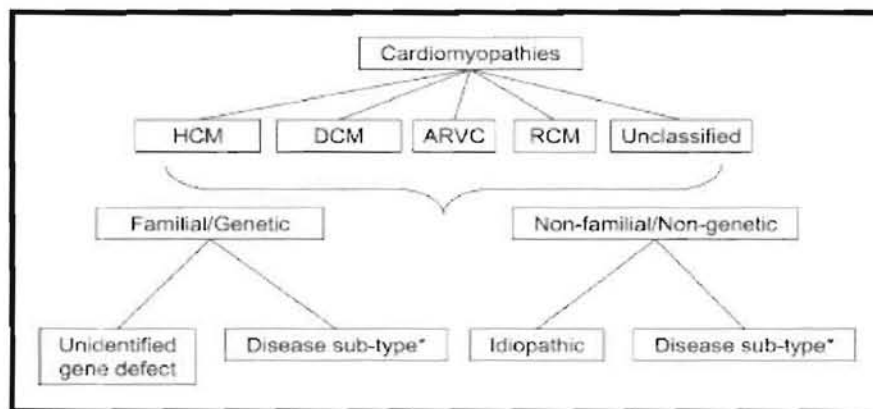 Cardiomyopathies
HCM
DCM
ARVC
RCM
Unclassified
Familial/Genetic
Non-familial/Non-genetic
Unidentified
gene defect
Disease sub-type*
Idiopathic
Disease sub-type*